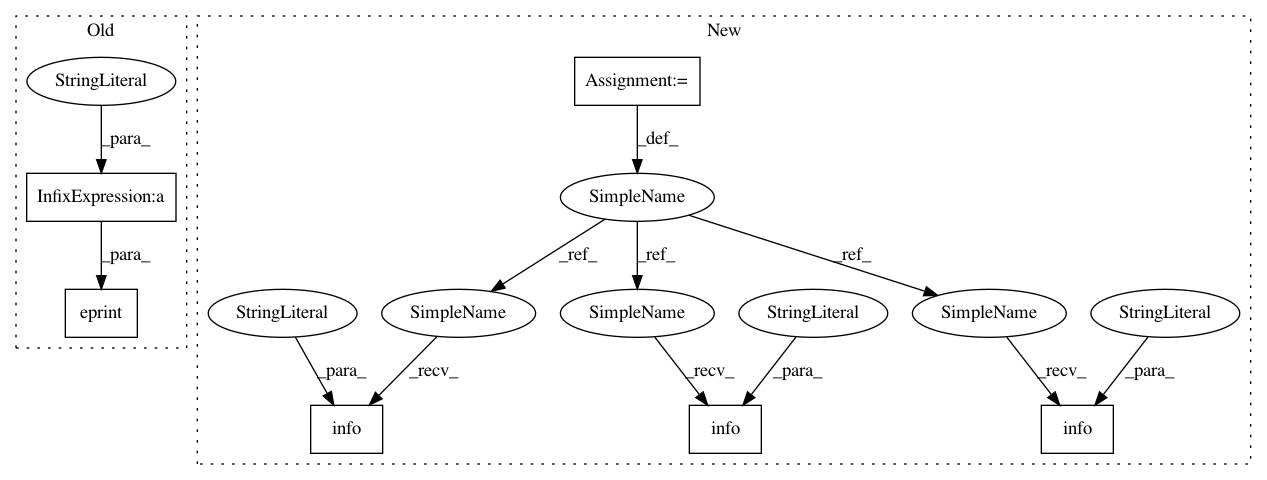 Old
New
StringLiteral
Assignment:=
_para_
_def_
InfixExpression:a
SimpleName
_para_
_ref_
_ref_
_ref_
eprint
StringLiteral
SimpleName
SimpleName
StringLiteral
SimpleName
StringLiteral
_para_
_recv_
_recv_
_para_
_recv_
_para_
info
info
info